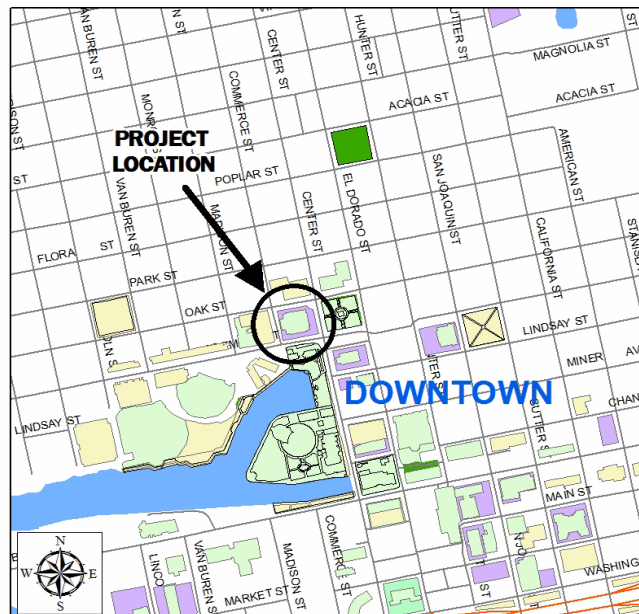 VAN BUREN ST
CENTER ST
HUNTER ST
MAGNOLIA ST
COMMERCE ST
ACACIA ST
ACACIA ST
PROJECT
LOCATION
POPLAR ST
VAN BUREN ST
MADISON ST
CENTER ST
EL DORADO ST
SAN JOAQUIN ST
AMERICAN ST
CALIFORNIA ST
FLORA ST
PARK ST
OAK ST
LINDSAY ST
MINER AV
DOWNTOWN
LINDSAY ST
MAIN ST
COMMERCE ST
MADISON ST
VAN BUREN ST
MARKET ST
N
W E
S